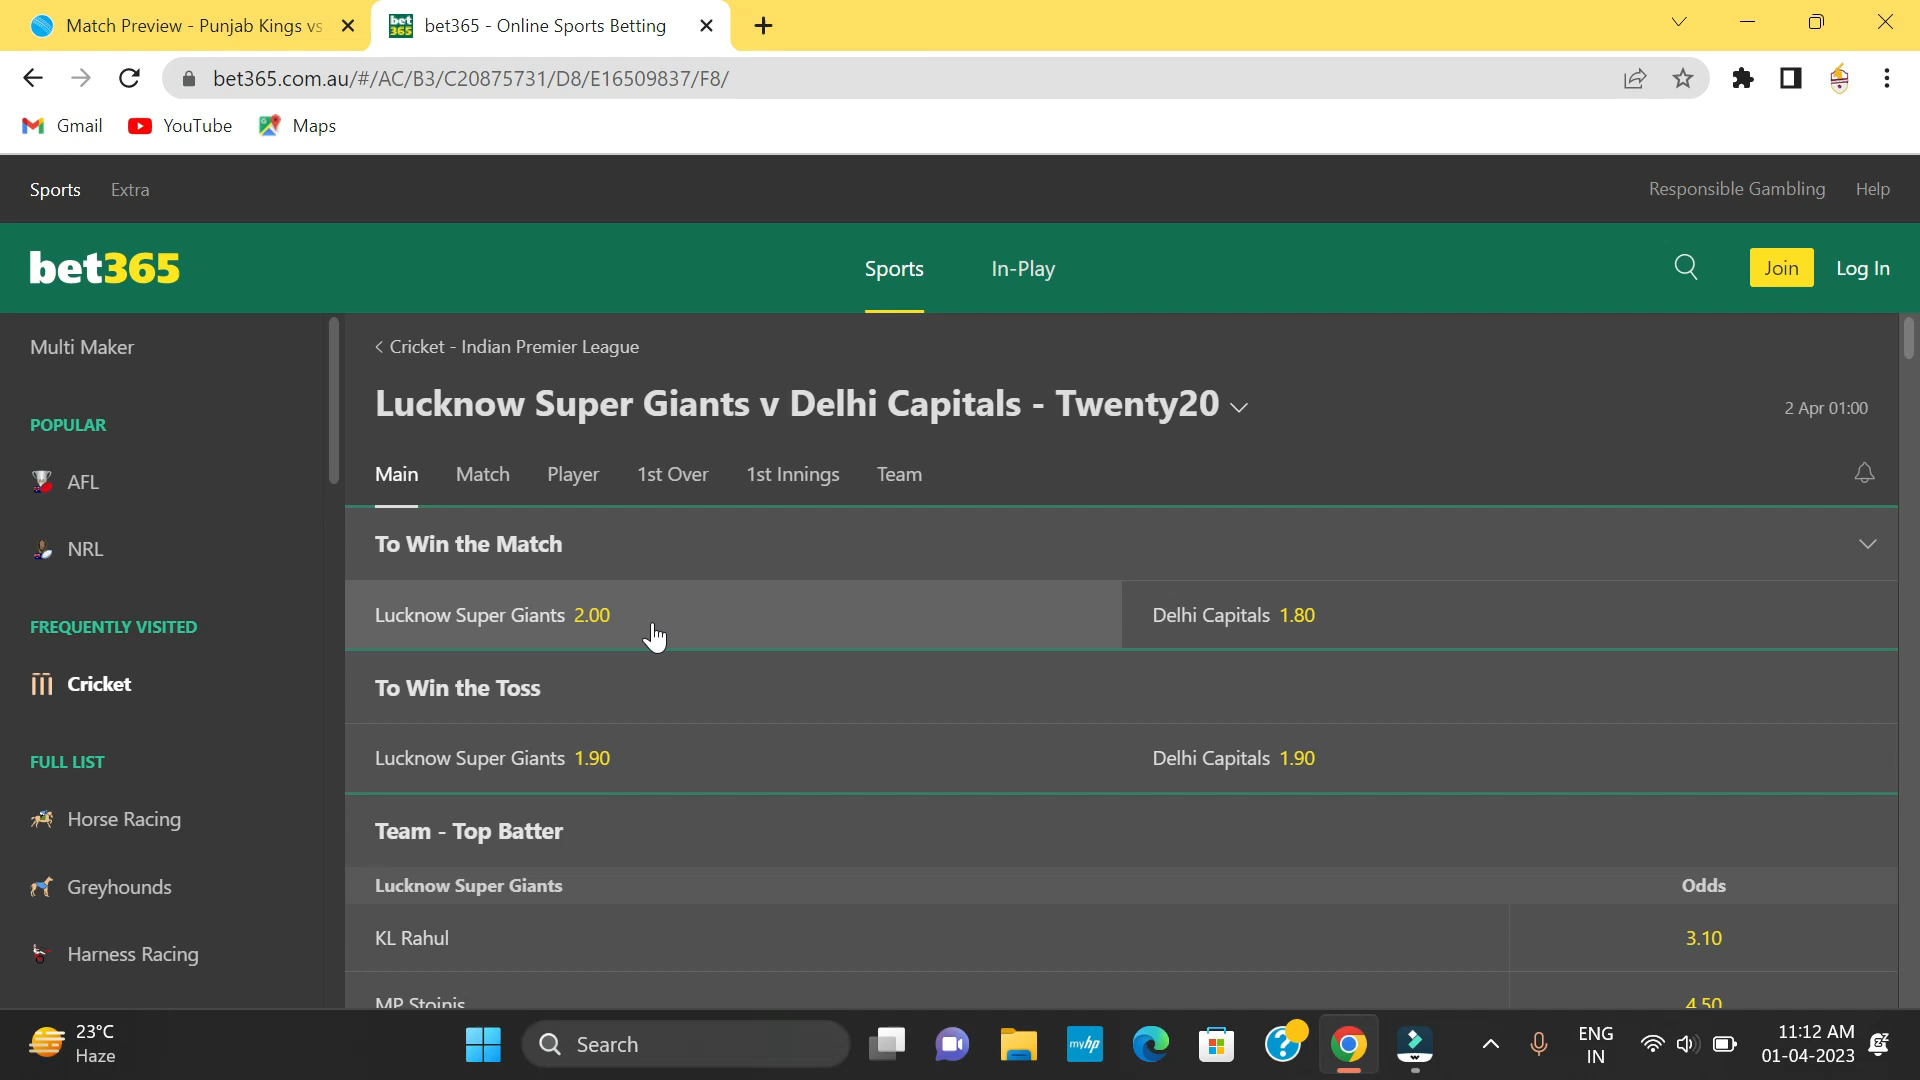 Match Preview - Punjab Kings vs
bet365 - Online Sports Betting
bet365.com.au/#/AC/B3/C20875731/D8/E16509837/F8/
Gmail YouTube Maps
Sports Extra Responsible Gambling Help
bet365 Sports In-Play Join Log In
Multi Maker
POPULAR
AFL
NRL
FREQUENTLY VISITED
Cricket
FULL LIST
Horse Racing
Greyhounds
Harness Racing
< Cricket - Indian Premier League
Lucknow Super Giants v Delhi Capitals - Twenty20
2 Apr 01:00
Main Match Player 1st Over 1st Innings Team
To Win the Match
Lucknow Super Giants 2.00 Delhi Capitals 1.80
To Win the Toss
Lucknow Super Giants 1.90 Delhi Capitals 1.90
Team - Top Batter
Lucknow Super Giants Odds
KL Rahul 3.10
MP Stoinis 4.50
23°C
Haze
Search
myhp
ENG
IN
11:12 AM
01-04-2023